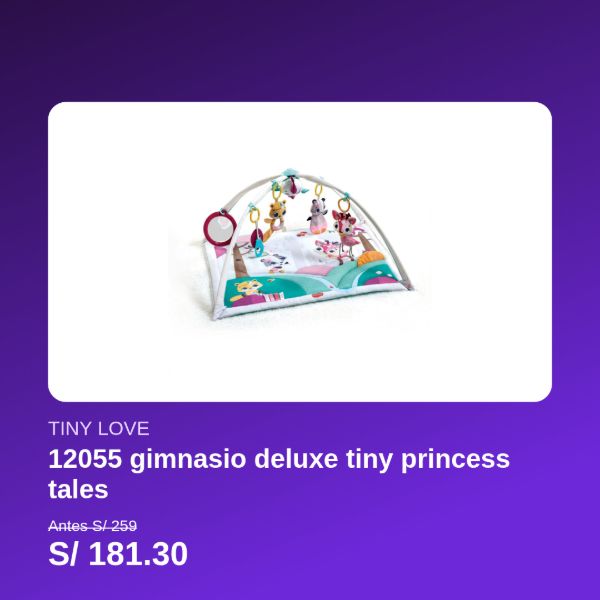 TINY LOVE
12055 gimnasio deluxe tiny princess
tales
Antes S/ 259
S/ 181.30